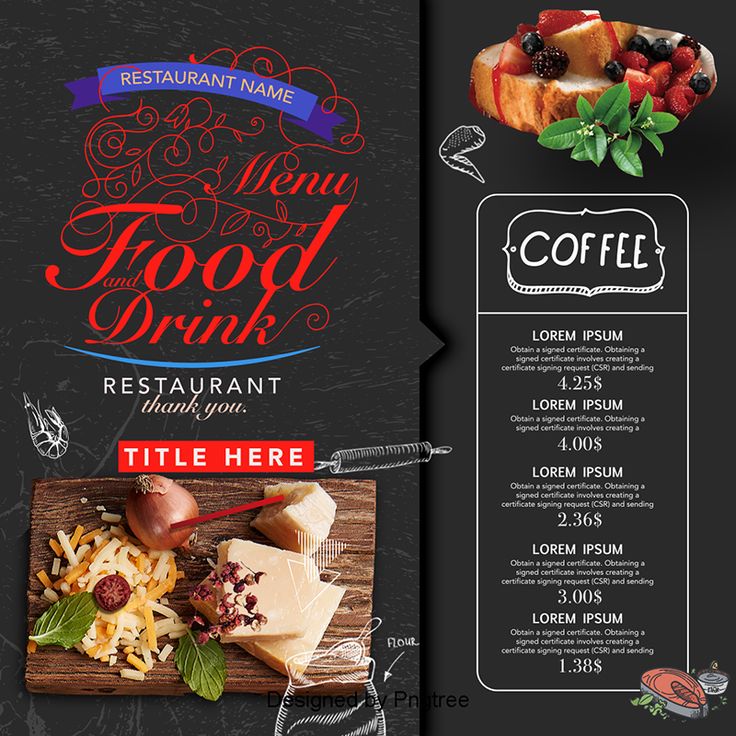 RESTAURANT NAME
Menu
Food
and
Drink
RESTAURANT
thank you.
TITLE HERE
FLOUR
COFFEE
LOREM IPSUM
Obtain a signed certificate. Obtaining a
signed certificate involves creating a
certificate signing request (CSR) and sending
4.25$
LOREM IPSUM
Obtain a signed certificate. Obtaining a
signed certificate involves creating a
4.00$
LOREM IPSUM
Obtain a signed certificate. Obtaining a
signed certificate involves creating a
certificate signing request (CSR) and sending
2.36$
LOREM IPSUM
Obtain a signed certificate. Obtaining a
signed certificate involves creating a
certificate signing request (CSR) and sending
3.00$
LOREM IPSUM
Obtain a signed certificate. Obtaining a
signed certificate involves creating a
certificate signing request (CSR) and sending
1.38$
Designed by Pngtree